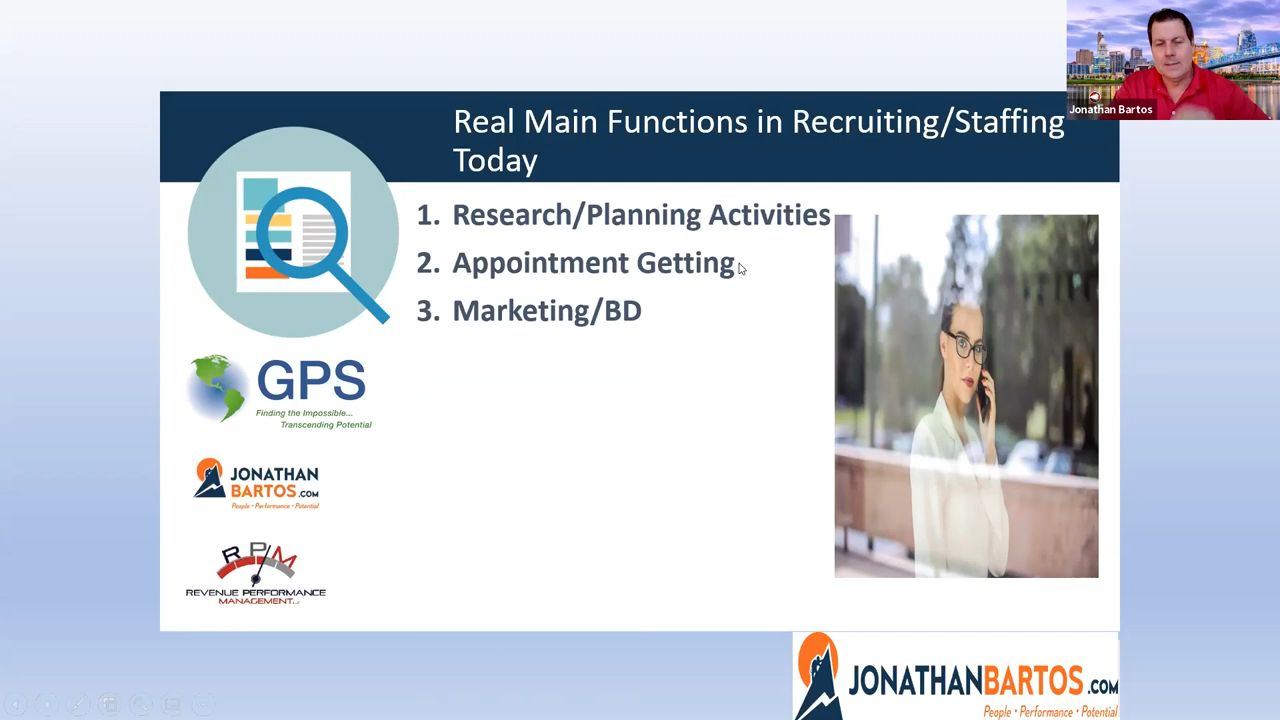 Jonathan Bartos
Real Main Functions in Recruiting/Staffing
Today
1. Research/Planning Activities
2. Appointment Getting
3. Marketing/BD
GPS
Finding the Impossible...
Transcending Potential
JONATHAN
BARTOS.COM
People • Performance • Potential
RPM
REVENUE PERFORMANCE
MANAGEMENT
JONATHANBARTOS.COM
People • Performance • Potential